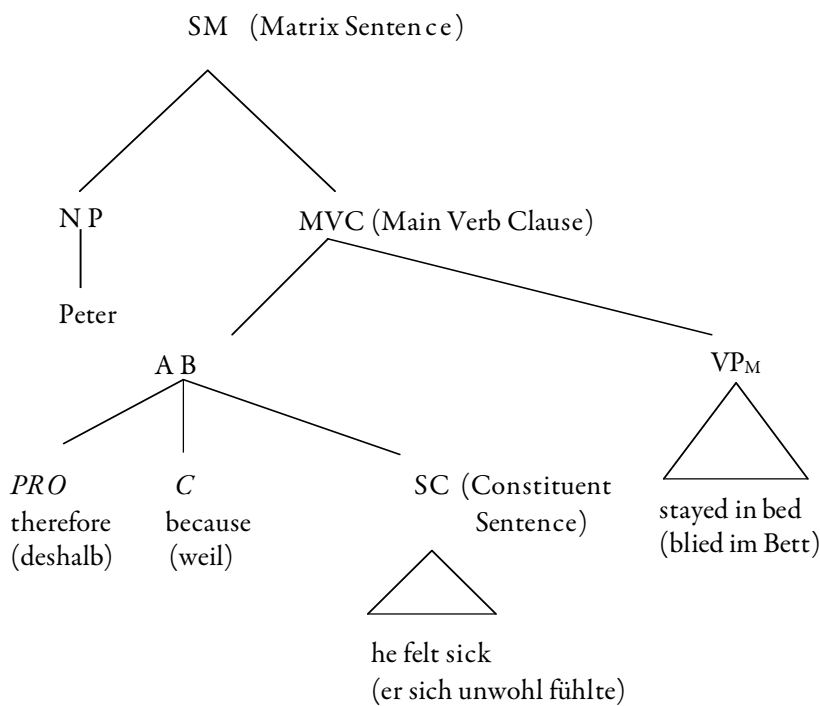 SM (Matrix Sentence)
NP
MVC (Main Verb Clause)
Peter
AB
VPM
PRO
therefore
(deshalb)
C
because
(weil)
SC (Constituent
Sentence)
stayed in bed
(blied im Bett)
he felt sick
(er sich unwohl fühlte)